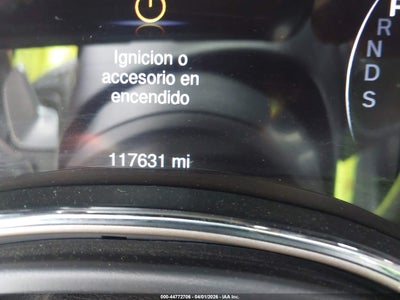 P
R
N
D
S
Ignicion o
accesorio en
encendido
117631 mi
000-44772706 - 04/01/2026 - IAA Inc.